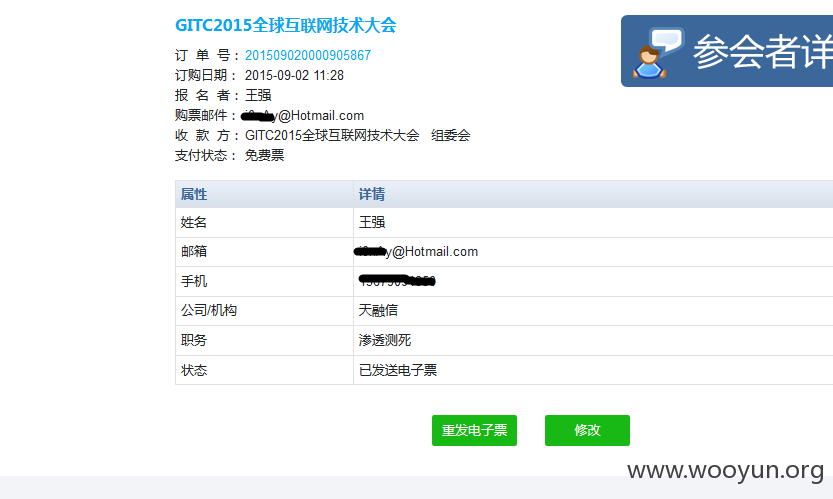 GITC2015全球互联网技术大会
参会者详
订 单 号：201509020000905867
订购日期：2015-09-02 11:28
报 名 者：王强
购票邮件：y@Hotmail.com
收 款 方：GITC2015全球互联网技术大会 组委会
支付状态：免费票
属性 详情
姓名 王强
邮箱 y@Hotmail.com
手机
公司/机构 天融信
职务 渗透测死
状态 已发送电子票
重发电子票 修改
www.wooyun.org